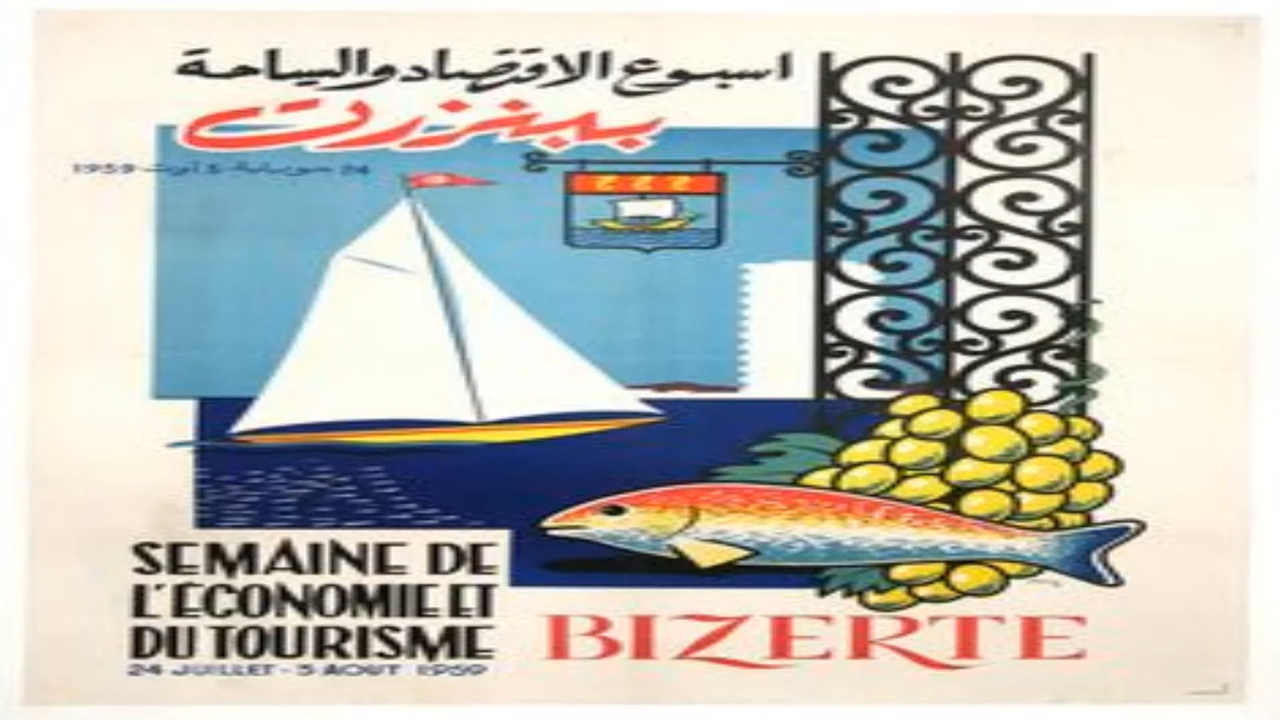 اسبوع الاقتصاد والسياحة
ببنزرت
24 جويلية - 5 أوت - 1959
SEMAINE DE
L'ÉCONOMIE ET
DU TOURISME
24 JUILLET - 5 AOUT 1959
BIZERTE